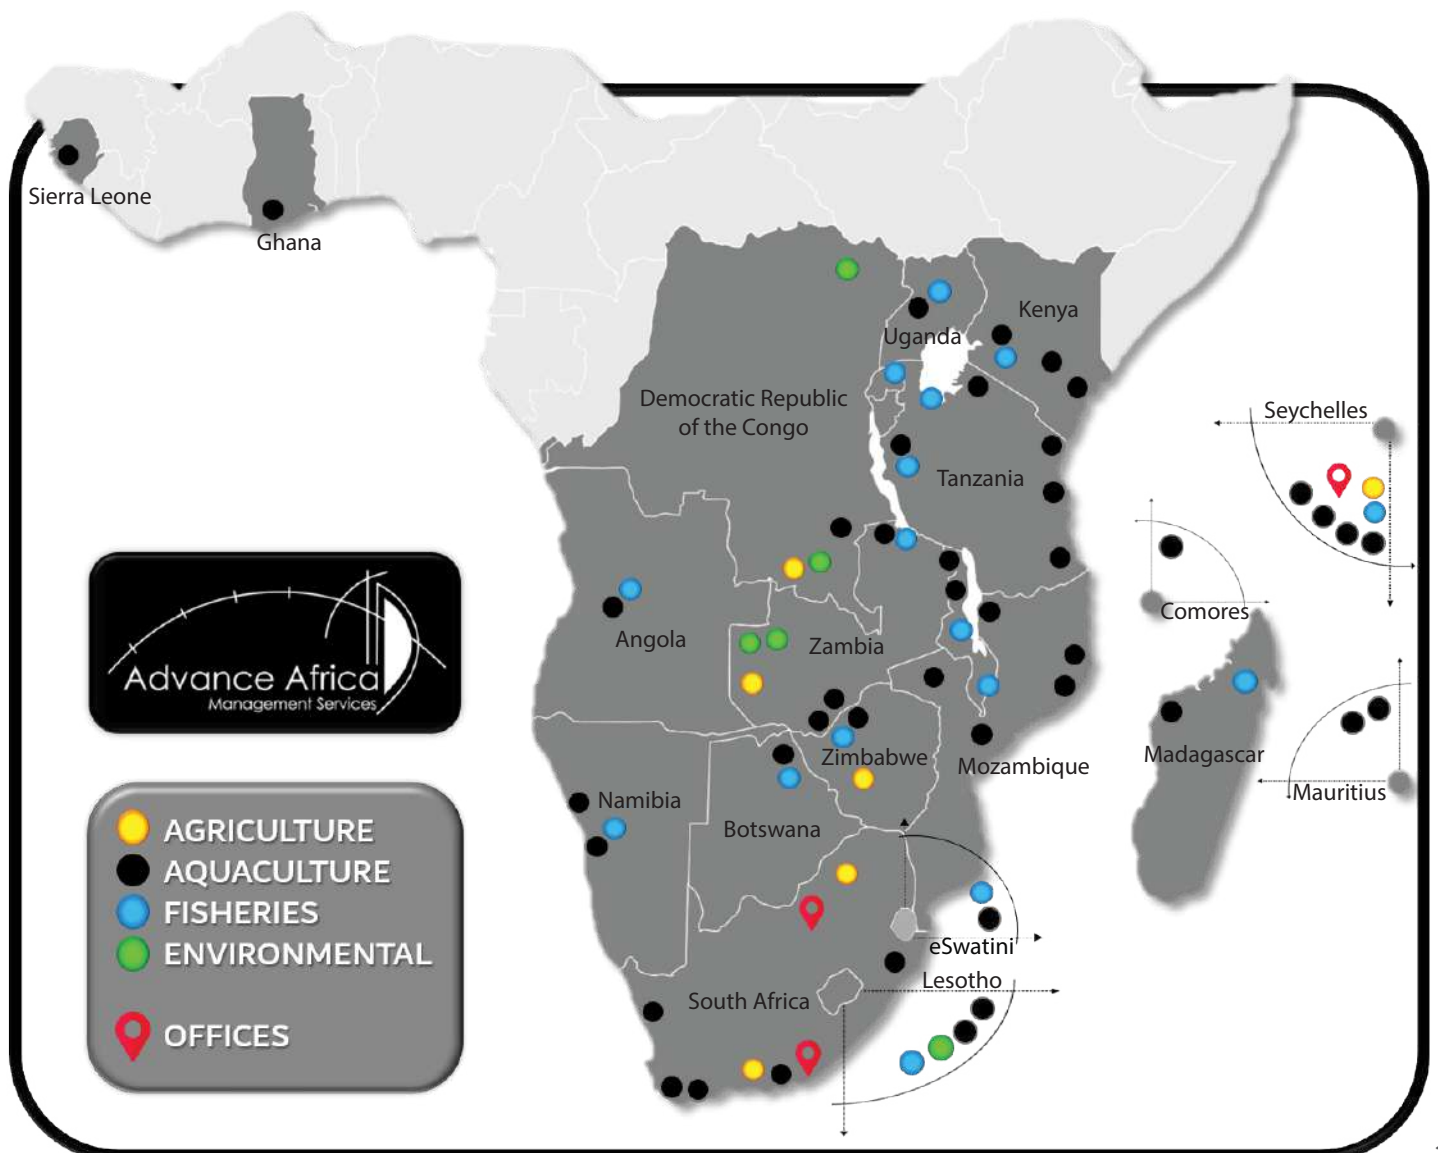 Sierra Leone
Ghana
Kenya
Uganda
Democratic Republic
of the Congo
Seychelles
Tanzania
Comores
Angola
Zambia
Advance Africa
Management Services
Zimbabwe
Mozambique
Madagascar
Mauritius
Namibia
Botswana
AGRICULTURE
AQUACULTURE
FISHERIES
ENVIRONMENTAL
OFFICES
eSwatini
Lesotho
South Africa